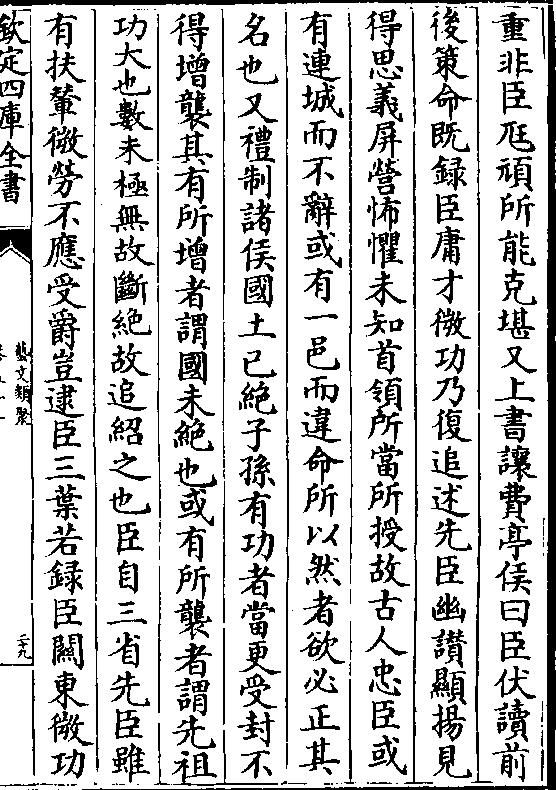 重非臣尫頑所能克堪又上書讓費亭侯曰臣伏讀前
後策命既録臣庸才微功乃復追述先臣幽讃顯揚見
得思義屏營怖懼未知首領所當所授故古人忠臣或
有連城而不辭或有一邑而違命所以然者欲必正其
名也又禮制諸侯國土已絶子孫有功者當更受封不
得增襲其有所增者謂國未絶也或有所襲者謂先祖
功大也數未極無故斷絶故追紹之也臣自三省先臣雖
有扶輦微勞不應受爵豈逮臣三葉若録臣關東微功
欽定四庫全書
藝文類聚
二十九